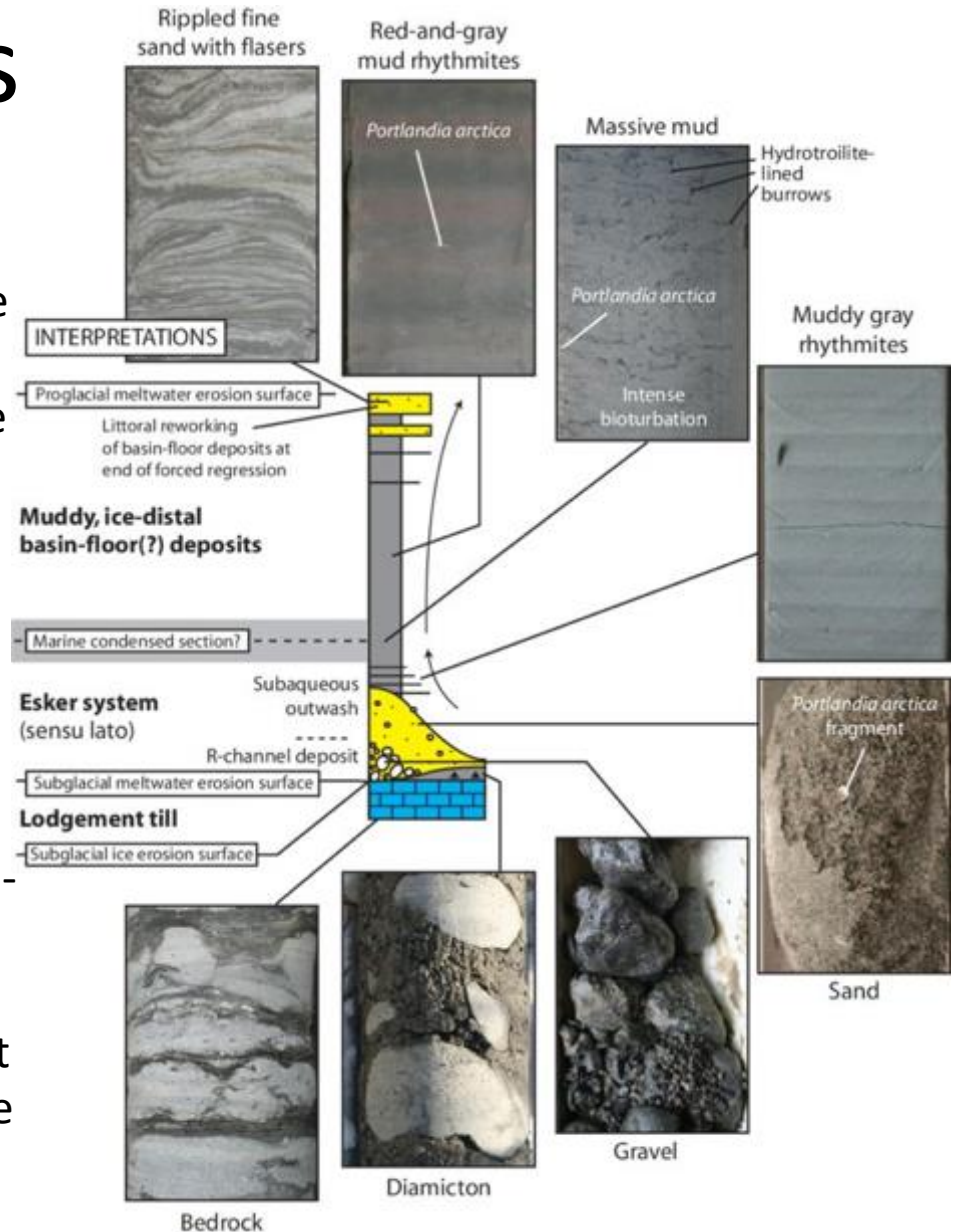 Rippled fine
sand with flasers
Red-and-gray
mud rhythmites
Portlandia arctica
Massive mud
Hydrotroilite-
lined
burrows
Portlandia arctica
Intense
bioturbation
Muddy gray
rhythmites
s
e
e
-
t
e
INTERPRETATIONS
Proglacial meltwater erosion surface
Littoral reworking
of basin-floor deposits at
end of forced regression
Muddy, ice-distal
basin-floor(?) deposits
Marine condensed section?
Subaqueous
outwash
Esker system
(sensu lato)
R-channel deposit
Subglacial meltwater erosion surface
Lodgement till
Subglacial ice erosion surface
Portlandia arctica
fragment
Sand
Gravel
Diamicton
Bedrock